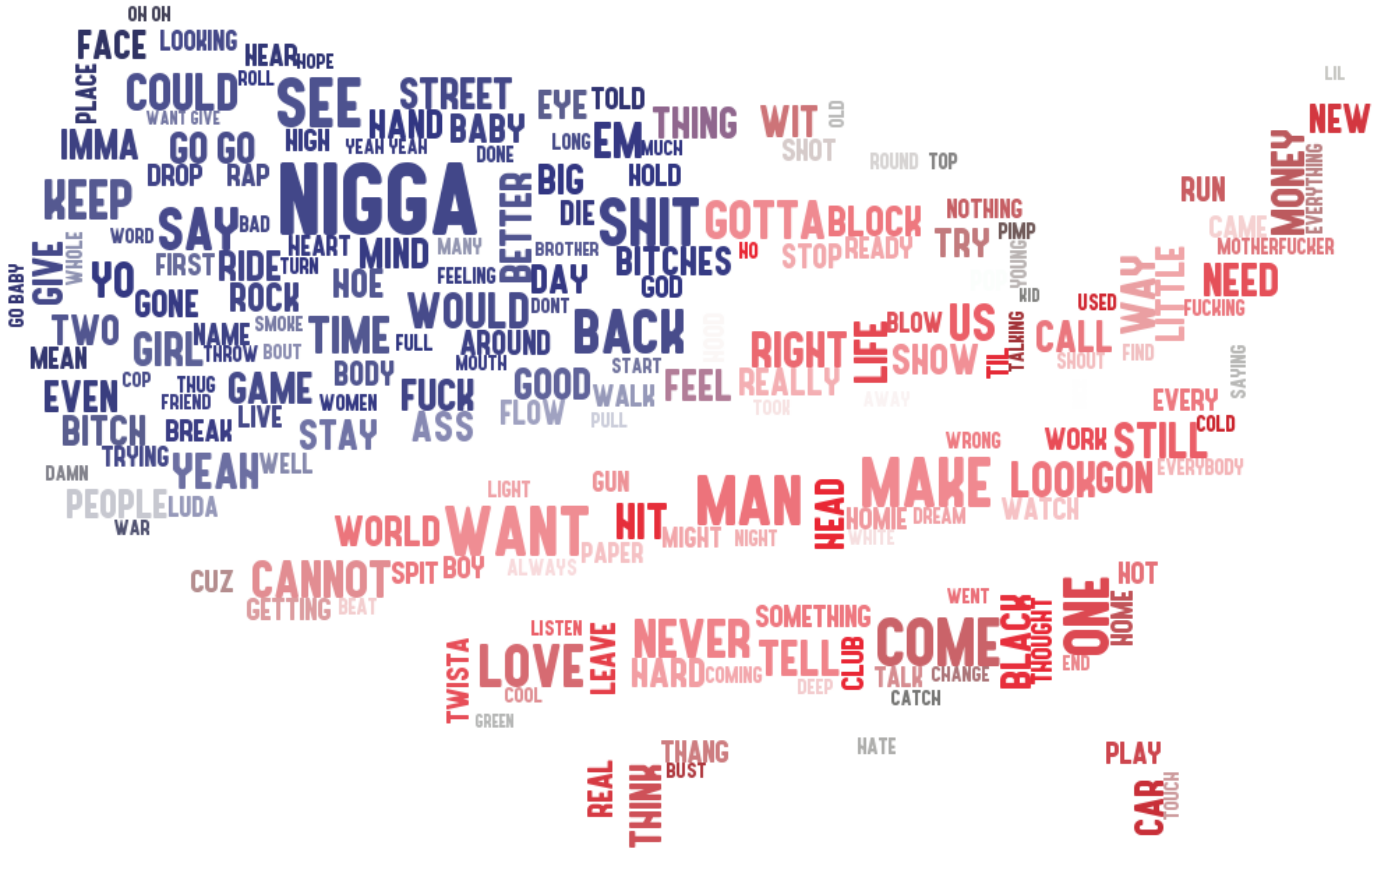 OH OH
FACE
LOOKING
HEAR
HOPE
PLACE
COULD
ROLL
SEE
STREET
EYE
TOLD
THING
WIT
OLD
LIL
NEW
WANT GIVE
HAND
BABY
IMMA
GO GO
HIGH
YEAH YEAH
DONE
LONG
EM
MUCH
SHOT
ROUND
TOP
MONEY
EVERYTHING
DROP
RAP
NIGGA
BETTER
BIG
HOLD
RUN
KEEP
SAY
BAD
DIE
SHIT
GOTTA
BLOCK
NOTHING
PIMP
CAME
WORD
HEART
MIND
MANY
BROTHER
BITCHES
HO
STOP
READY
TRY
YOUNG
MOTHERFUCKER
GIVE
WHOLE
FIRST
RIDE
TURN
FEELING
DAY
GOD
WAY
LITTLE
NEED
GO BABY
YO
GONE
ROCK
HOE
WOULD
DONT
KID
USED
FUCKING
TWO
GIRL
NAME
SMOKE
TIME
FULL
AROUND
BACK
HOOD
RIGHT
LIFE
BLOW
US
TALKING
CALL
MEAN
THROW
BOUT
MOUTH
START
SHOW
TIL
SHOUT
FIND
SAYING
EVEN
COP
THUG
GAME
BODY
FUCK
GOOD
WALK
FEEL
REALLY
FRIEND
LIVE
WOMEN
ASS
FLOW
PULL
TOOK
AWAY
EVERY
BITCH
BREAK
STAY
WRONG
WORK
STILL
COLD
TRYING
YEAH
WELL
DAMN
PEOPLE
LUDA
LIGHT
GUN
MAN
HEAD
MAKE
LOOK
GON
EVERYBODY
WAR
WORLD
WANT
HIT
MIGHT
NIGHT
HOMIE
DREAM
WHITE
WATCH
PAPER
CUZ
CANNOT
SPIT
BOY
ALWAYS
GETTING
BEAT
WENT
ONE
HOT
HOME
LISTEN
LEAVE
NEVER
SOMETHING
COME
BLACK
THOUGHT
TWISTA
LOVE
HARD
COMING
TELL
CLUB
TALK
CHANGE
END
COOL
DEEP
CATCH
GREEN
THANG
HATE
PLAY
REAL
THINK
BUST
CAR
TOUCH